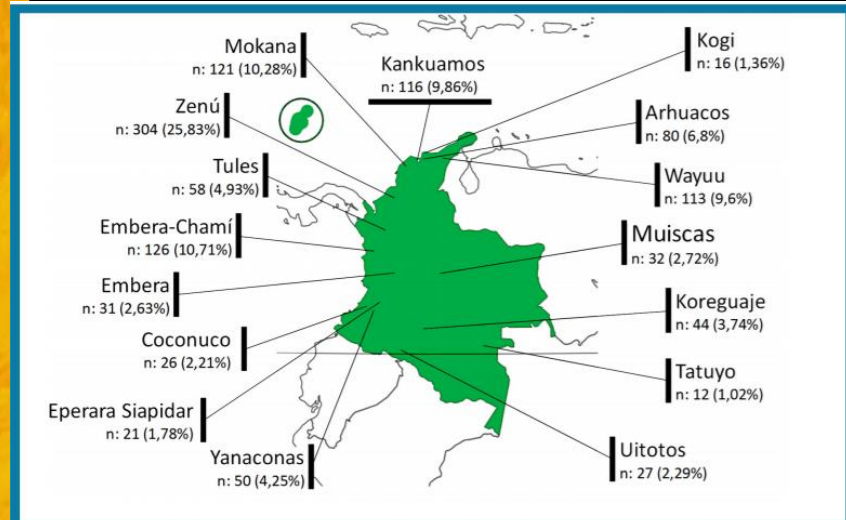 Mokana
n: 121 (10,28%)
Zenú
n: 304 (25,83%)
Tules
n: 58 (4,93%)
Embera-Chamí
n: 126 (10,71%)
Embera
n: 31 (2,63%)
Coconuco
n: 26 (2,21%)
Eperara Siapidar
n: 21 (1,78%)
Yanaconas
n: 50 (4,25%)
Kankuamos
n: 116 (9,86%)
Kogi
n: 16 (1,36%)
Arhuacos
n: 80 (6,8%)
Wayuu
n: 113 (9,6%)
Muiscas
n: 32 (2,72%)
Koreguaje
n: 44 (3,74%)
Tatuyo
n: 12 (1,02%)
Uitotos
n: 27 (2,29%)